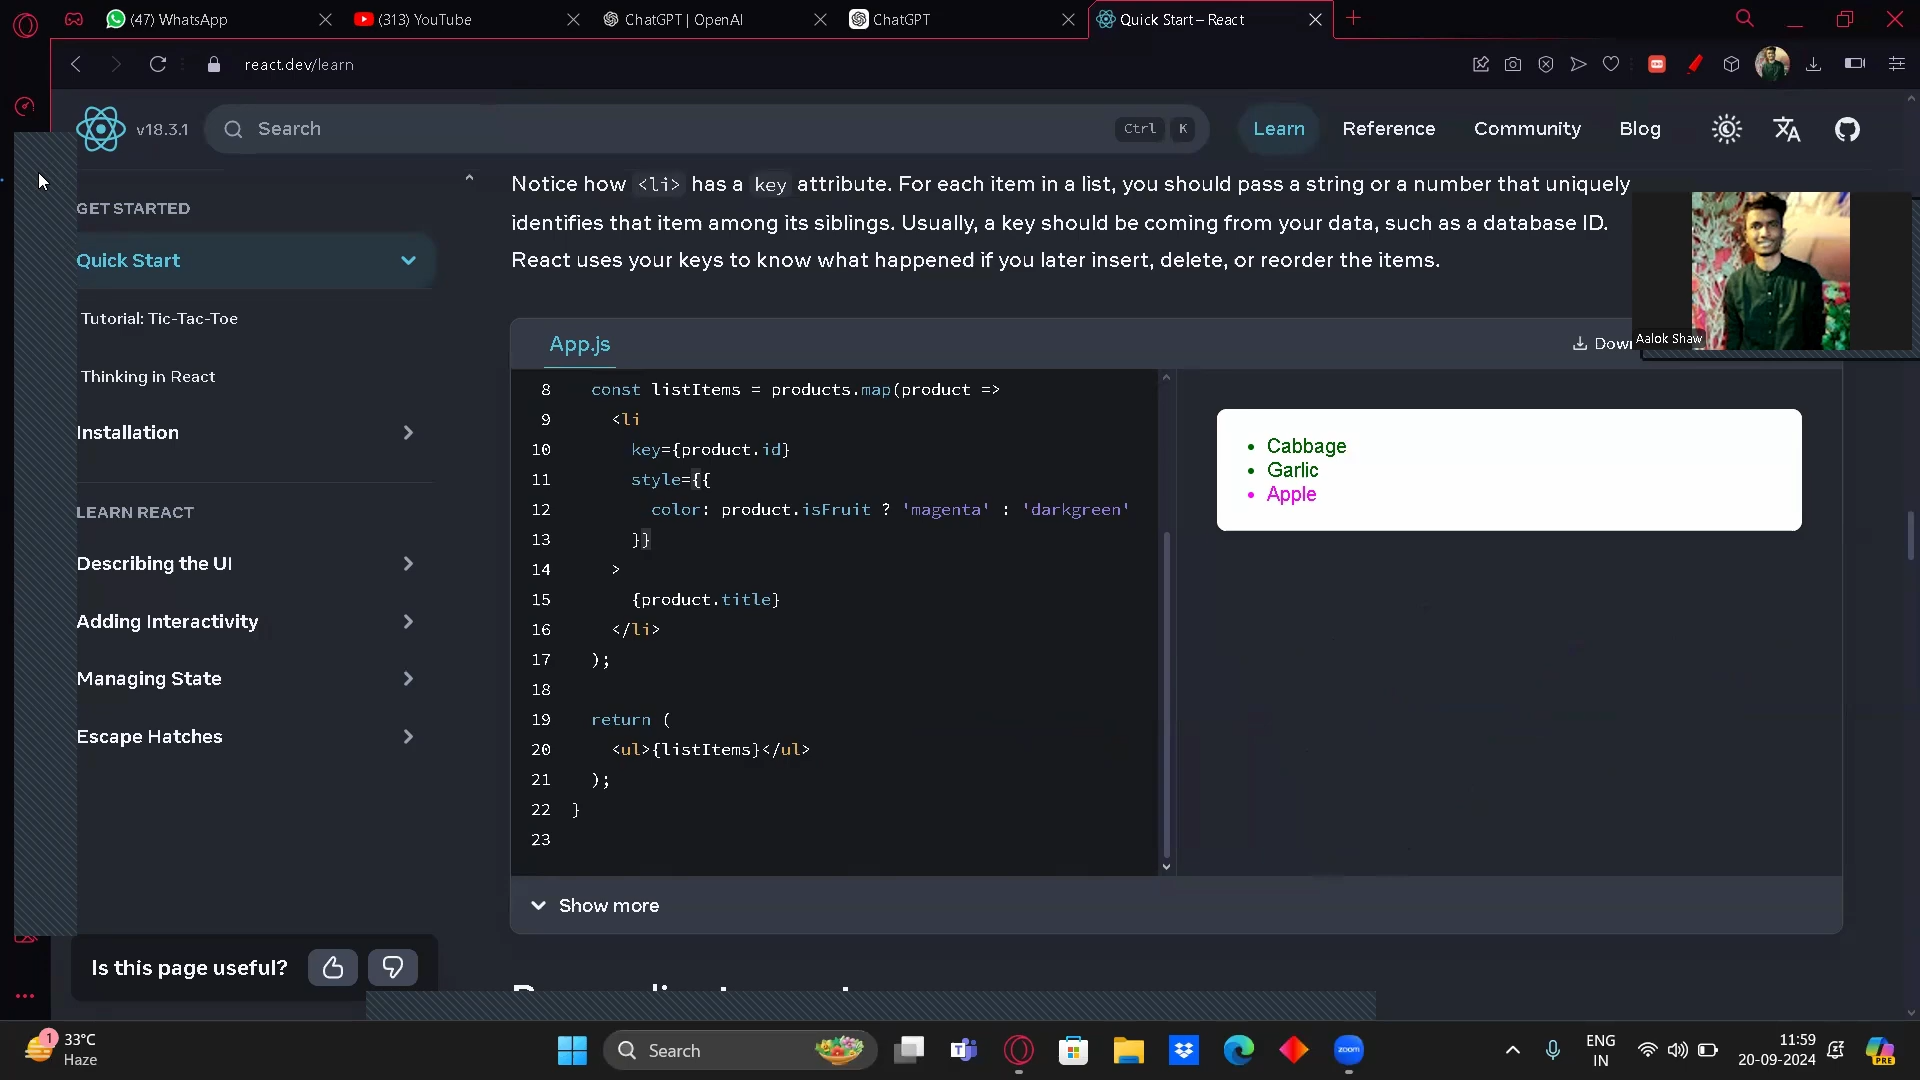 (47) WhatsApp
(313) YouTube
ChatGPT | OpenAI
ChatGPT
Quick Start – React
react.dev/learn
v18.3.1
Search
Ctrl K
Learn
Reference
Community
Blog
GET STARTED
Quick Start
Tutorial: Tic-Tac-Toe
Thinking in React
Installation
LEARN REACT
Describing the UI
Adding Interactivity
Managing State
Escape Hatches
Is this page useful?
Notice how <li> has a key attribute. For each item in a list, you should pass a string or a number that uniquely
identifies that item among its siblings. Usually, a key should be coming from your data, such as a database ID.
React uses your keys to know what happened if you later insert, delete, or reorder the items.
Aalok Shaw
App.js
Down
8 const listItems = products.map(product =>
9 <li
10 key={product.id}
11 style={{
12 color: product.isFruit ? 'magenta' : 'darkgreen'
13 }}
14 >
15 {product.title}
16 </li>
17 );
18
19 return (
20 <ul>{listItems}</ul>
21 );
22 }
23
Cabbage
Garlic
Apple
Show more
1
33°C
Haze
Search
zoom
ENG
IN
11:59
20-09-2024
PRE